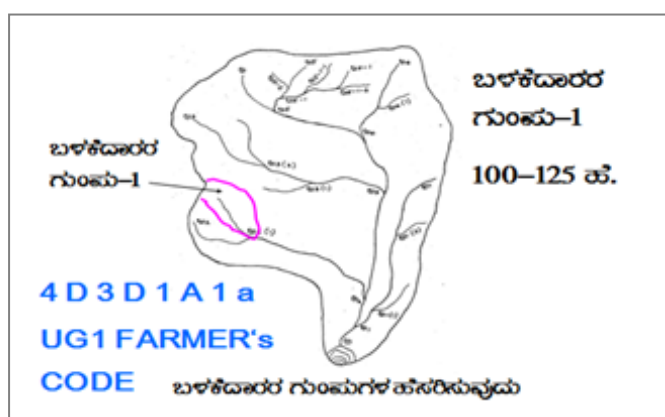 ಬಳಕೆದಾರರ
ಗುಂಪು–1
100–125 ಹೆ.
ಬಳಕೆದಾರರ
ಗುಂಪು–1
4 D 3 D 1 A 1 a
UG1 FARMER's
CODE
ಬಳಕೆದಾರರ ಗುಂಪುಗಳ ಹೆಸರಿಸುವುದು